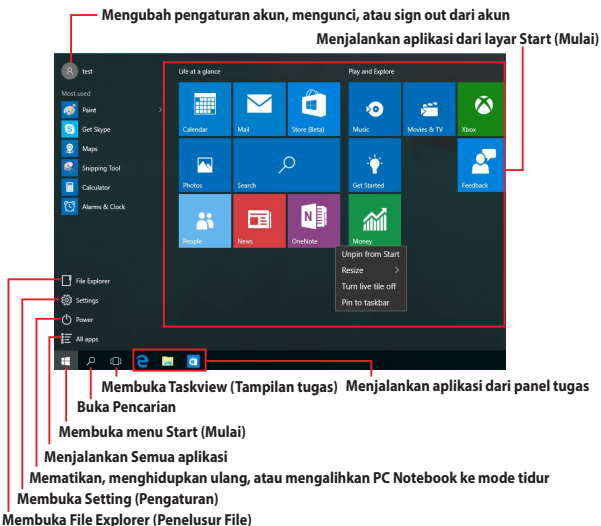 Mengubah pengaturan akun, mengunci, atau sign out dari akun
Menjalankan aplikasi dari layar Start (Mulai)
test
Most used
Paint
Get Skype
Maps
Snipping Tool
Calculator
Alarms & Clock
File Explorer
Settings
Power
All apps
Life at a glance
Play and Explore
Calendar
Mail
Store (Beta)
Music
Movies & TV
Xbox
Photos
Search
Get Started
Feedback
People
News
OneNote
Money
Unpin from Start
Resize
Turn live tile off
Pin to taskbar
Membuka Taskview (Tampilan tugas)
Menjalankan aplikasi dari panel tugas
Buka Pencarian
Membuka menu Start (Mulai)
Menjalankan Semua aplikasi
Mematikan, menghidupkan ulang, atau mengalihkan PC Notebook ke mode tidur
Membuka Setting (Pengaturan)
Membuka File Explorer (Penelusur File)